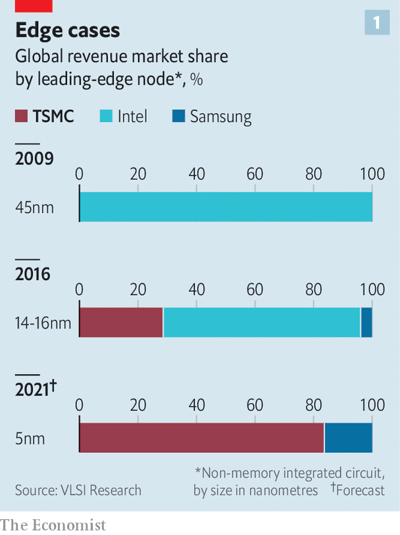 1
Edge cases
Global revenue market share
by leading-edge node*, %
TSMC Intel Samsung
2009
0 20 40 60 80 100
45nm
2016
0 20 40 60 80 100
14-16nm
2021†
0 20 40 60 80 100
5nm
*Non-memory integrated circuit,
Source: VLSI Research by size in nanometres †Forecast
The Economist